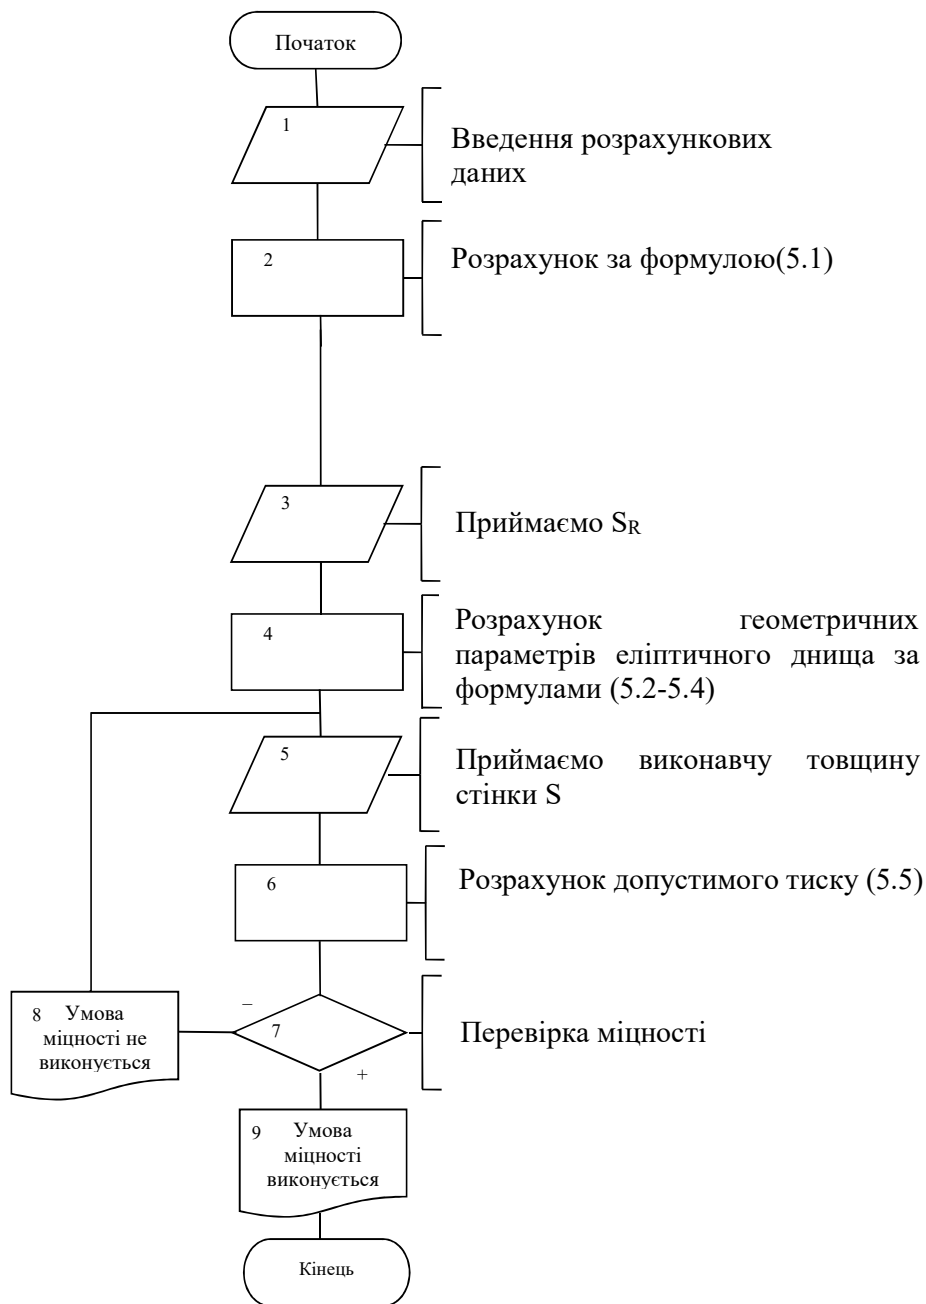 Початок
1
Введення розрахункових
даних
2
Розрахунок за формулою(5.1)
3
Приймаємо SR
4
Розрахунок геометричних
параметрів еліптичного днища за
формулами (5.2-5.4)
5
Приймаємо виконавчу товщину
стінки S
6
Розрахунок допустимого тиску (5.5)
–
7
+
Перевірка міцності
8 Умова
міцності не
виконується
9 Умова
міцності
виконується
Кінець